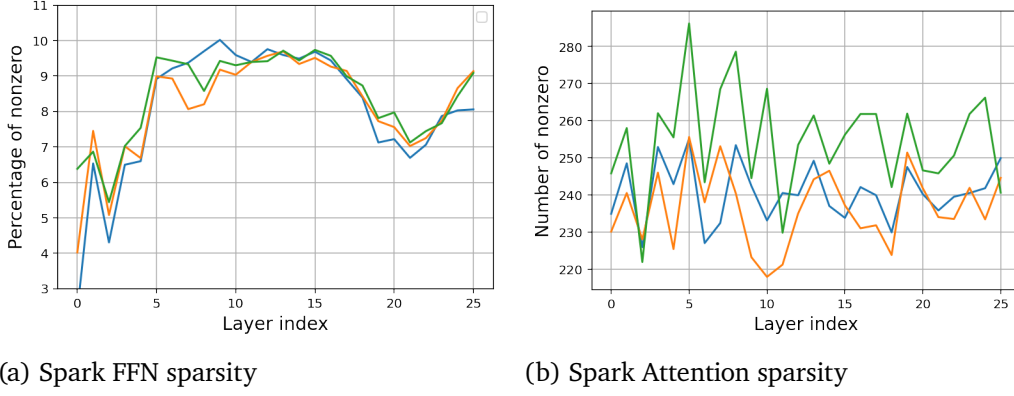 11
10
9
8
7
6
5
4
3
Percentage of nonzero
0 5 10 15 20 25
Layer index
(a) Spark FFN sparsity
280
270
260
250
240
230
220
Number of nonzero
0 5 10 15 20 25
Layer index
(b) Spark Attention sparsity